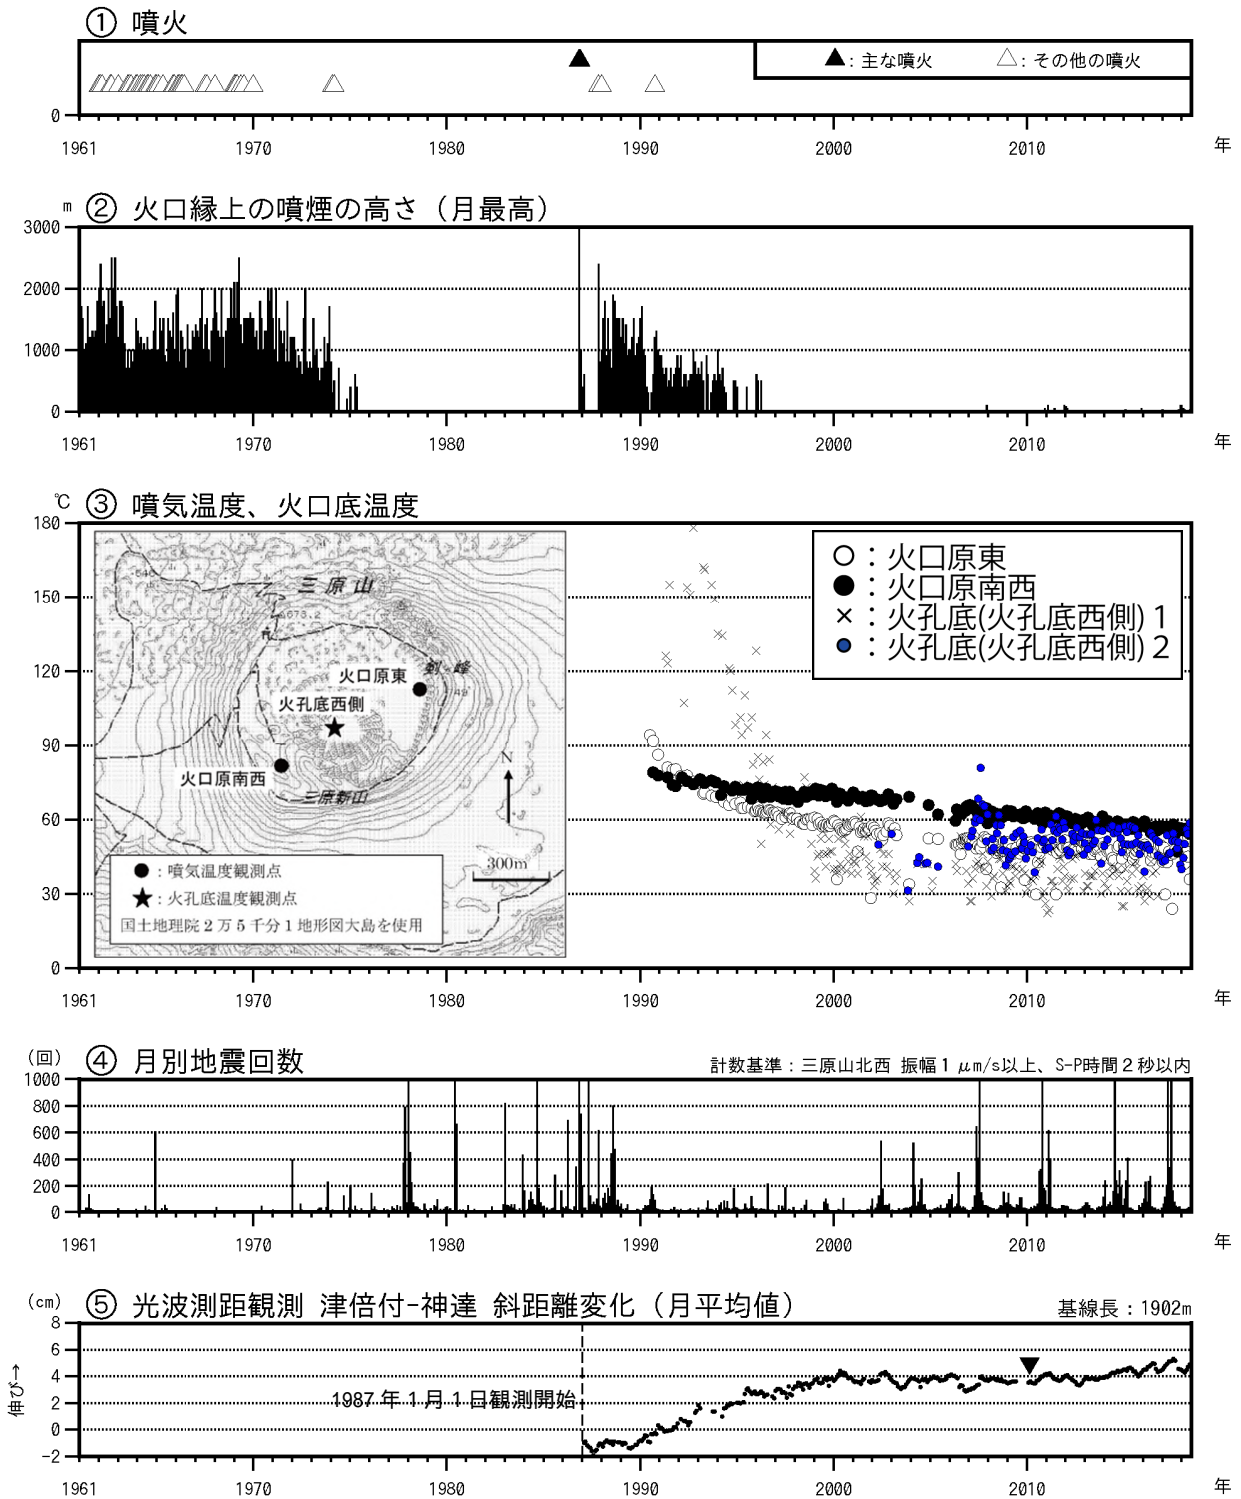 ① 噴火
▲：主な噴火 △：その他の噴火
0
1961 1970 1980 1990 2000 2010 年
m ② 火口縁上の噴煙の高さ（月最高）
3000
2000
1000
0
1961 1970 1980 1990 2000 2010 年
℃ ③ 噴気温度、火口底温度
180
150
120
90
60
30
0
○：火口原東
●：火口原南西
×：火孔底(火孔底西側)１
●：火孔底(火孔底西側)２
三原山
673.2
火口原東
剣ヶ峰
火孔底西側
火口原南西
三原新山
N
300m
●：噴気温度観測点
★：火孔底温度観測点
国土地理院２万５千分１地形図大島を使用
1961 1970 1980 1990 2000 2010 年
(回) ④ 月別地震回数
計数基準：三原山北西 振幅１μm/s以上、S-P時間２秒以内
1000
800
600
400
200
0
1961 1970 1980 1990 2000 2010 年
(cm) ⑤ 光波測距観測 津倍付-神達 斜距離変化（月平均値）
基線長：1902m
8
6
4
2
0
-2
伸び→
1987年１月１日観測開始
1961 1970 1980 1990 2000 2010 年